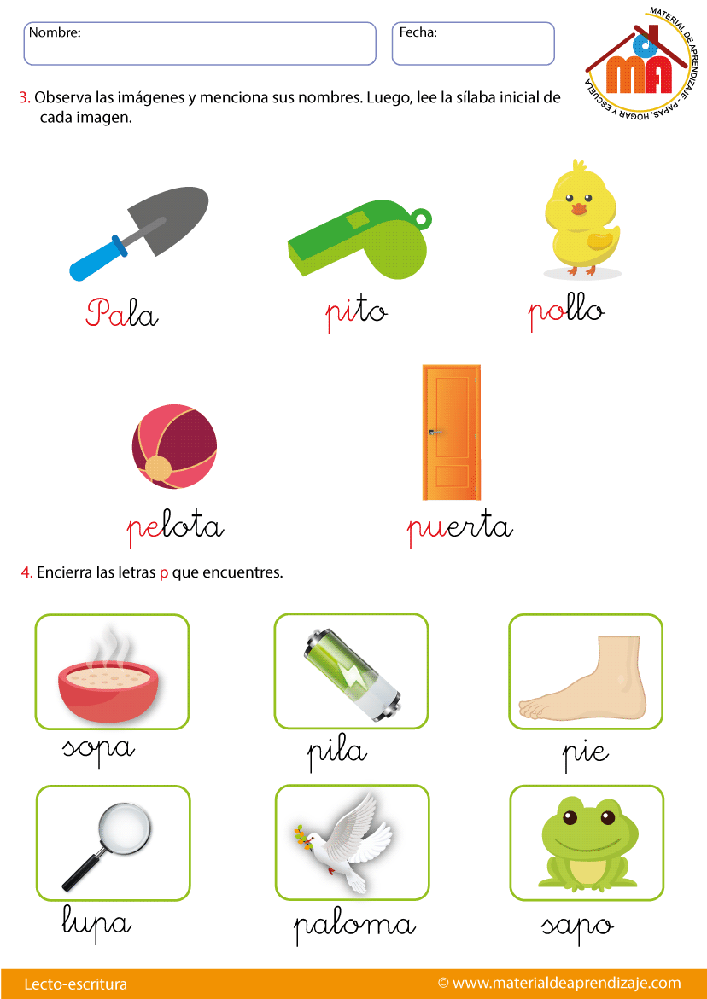 Nombre:
Fecha:
MATERIAL DE APRENDIZAJE - PAPAS, HOGAR Y ESCUELA
dMA
3. Observa las imágenes y menciona sus nombres. Luego, lee la sílaba inicial de
cada imagen.
Pala
pito
pollo
pelota
puerta
4. Encierra las letras p que encuentres.
sopa
pila
pie
lupa
paloma
sapo
Lecto-escritura
© www.materialdeaprendizaje.com